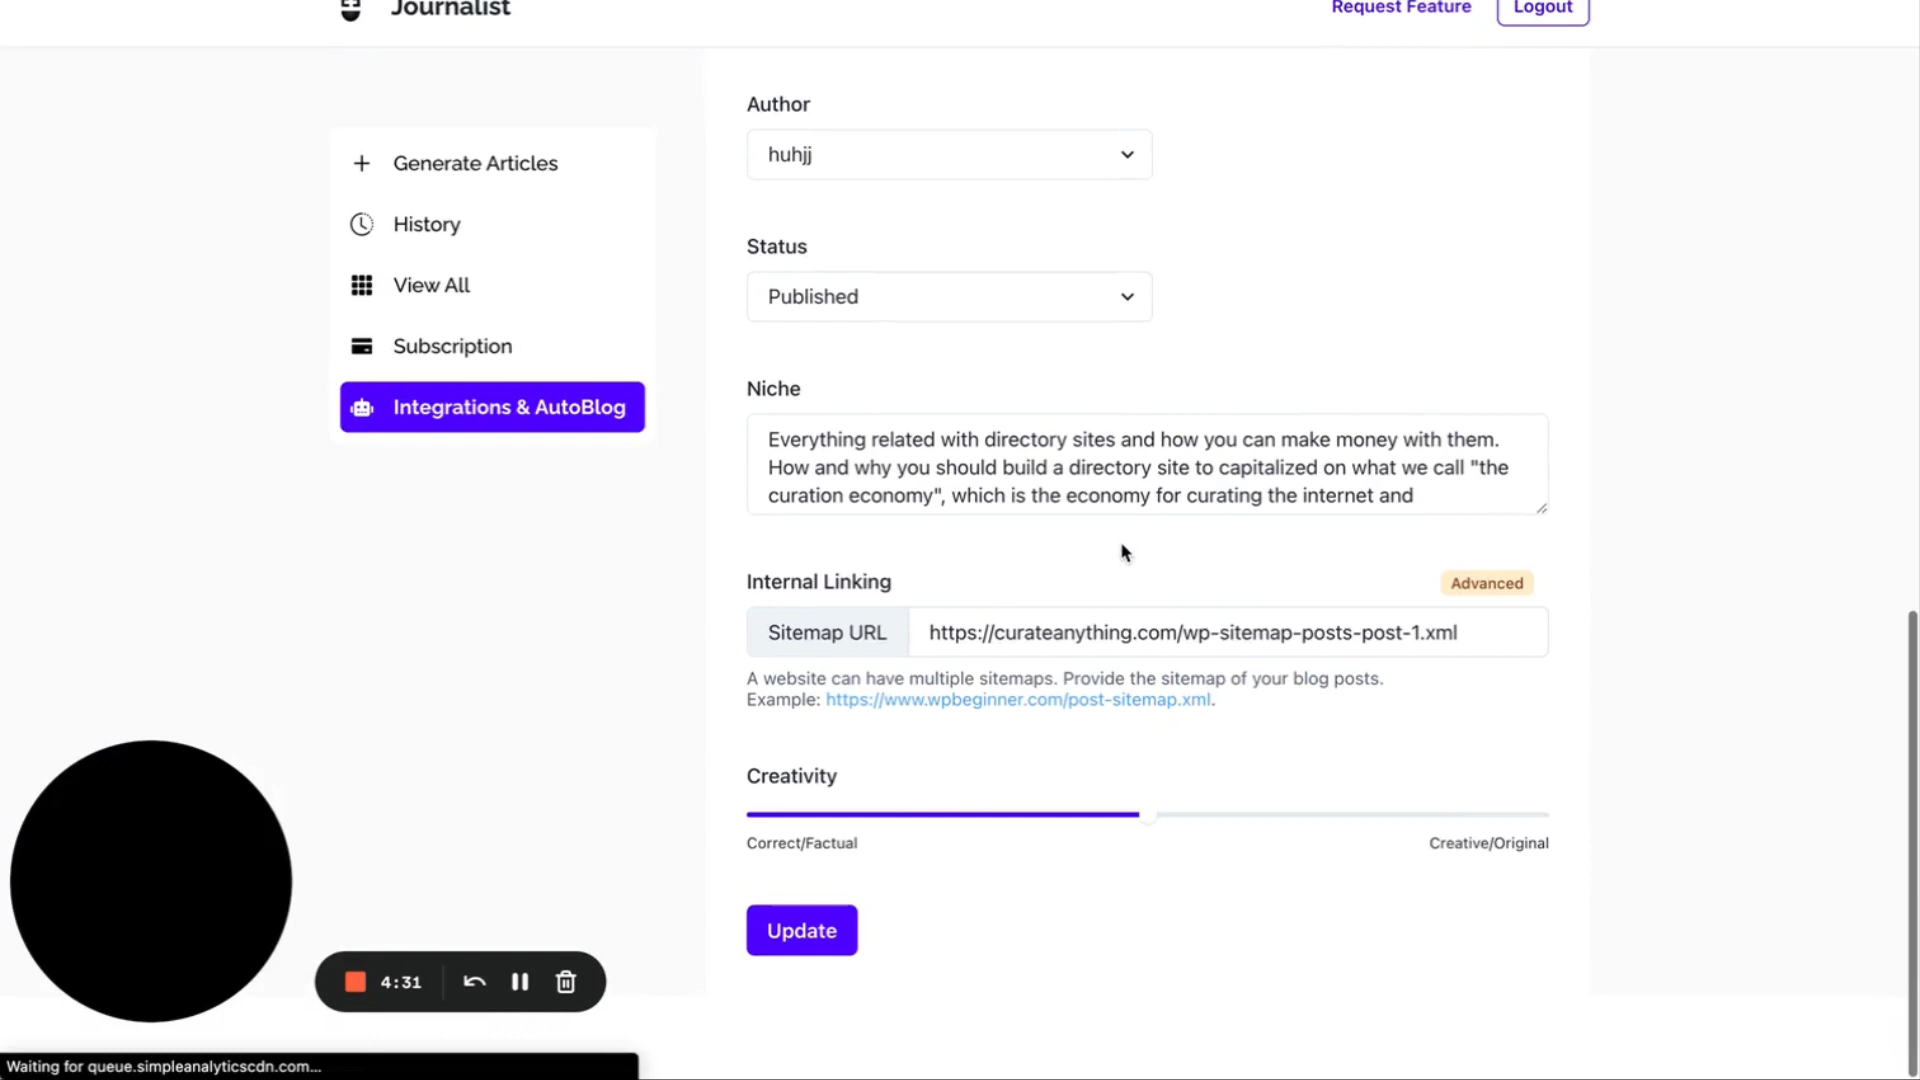 Journalist
Request Feature
Logout
Generate Articles
History
View All
Subscription
Integrations & AutoBlog
Author
huhjj
Status
Published
Niche
Everything related with directory sites and how you can make money with them.
How and why you should build a directory site to capitalized on what we call "the
curation economy", which is the economy for curating the internet and
Internal Linking
Advanced
Sitemap URL
https://curateanything.com/wp-sitemap-posts-post-1.xml
A website can have multiple sitemaps. Provide the sitemap of your blog posts.
Example: https://www.wpbeginner.com/post-sitemap.xml.
Creativity
Correct/Factual
Creative/Original
Update
4:31
Waiting for queue.simpleanalyticscdn.com...